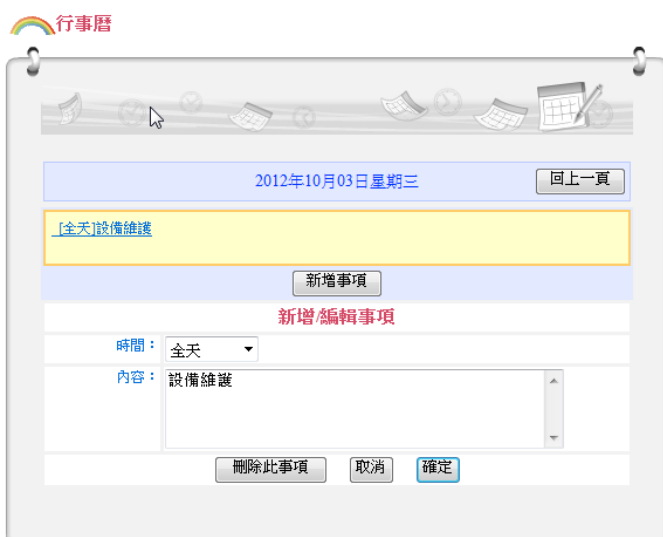 行事曆
2012年10月03日星期三
回上一頁
[全天]設備維護
新增事項
新增/編輯事項
時間：
全天
內容：
設備維護
刪除此事項
取消
確定